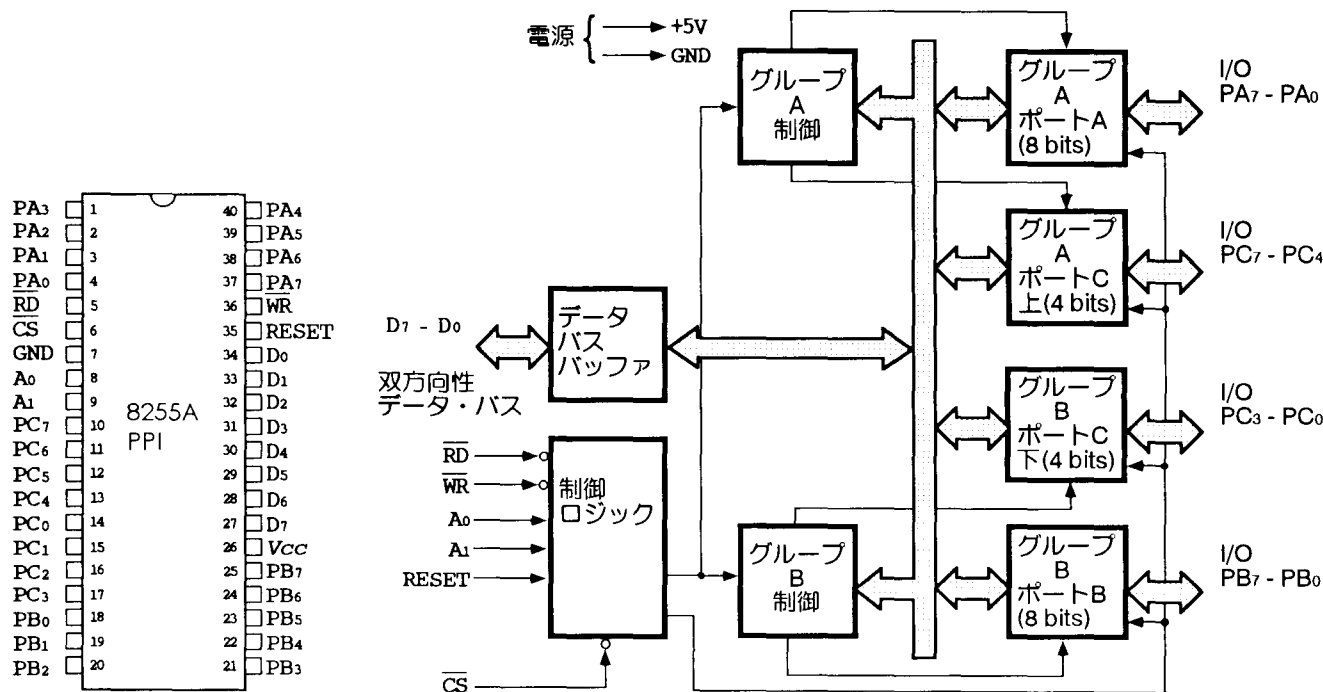 PA3 1
PA2 2
PA1 3
PA0 4
RD 5
CS 6
GND 7
A0 8
A1 9
PC7 10
PC6 11
PC5 12
PC4 13
PC0 14
PC1 15
PC2 16
PC3 17
PB0 18
PB1 19
PB2 20
8255A
PPI
40 PA4
39 PA5
38 PA6
37 PA7
36 WR
35 RESET
34 D0
33 D1
32 D2
31 D3
30 D4
29 D5
28 D6
27 D7
26 VCC
25 PB7
24 PB6
23 PB5
22 PB4
21 PB3
電源
+5V
GND
D7 - D0
双方向性
データ・バス
データ
バス
バッファ
RD
WR
A0
A1
RESET
CS
制御
ロジック
グループ
A
制御
グループ
B
制御
グループ
A
ポートA
(8 bits)
I/O
PA7 - PA0
グループ
A
ポートC
上(4 bits)
I/O
PC7 - PC4
グループ
B
ポートC
下(4 bits)
I/O
PC3 - PC0
グループ
B
ポートB
(8 bits)
I/O
PB7 - PB0